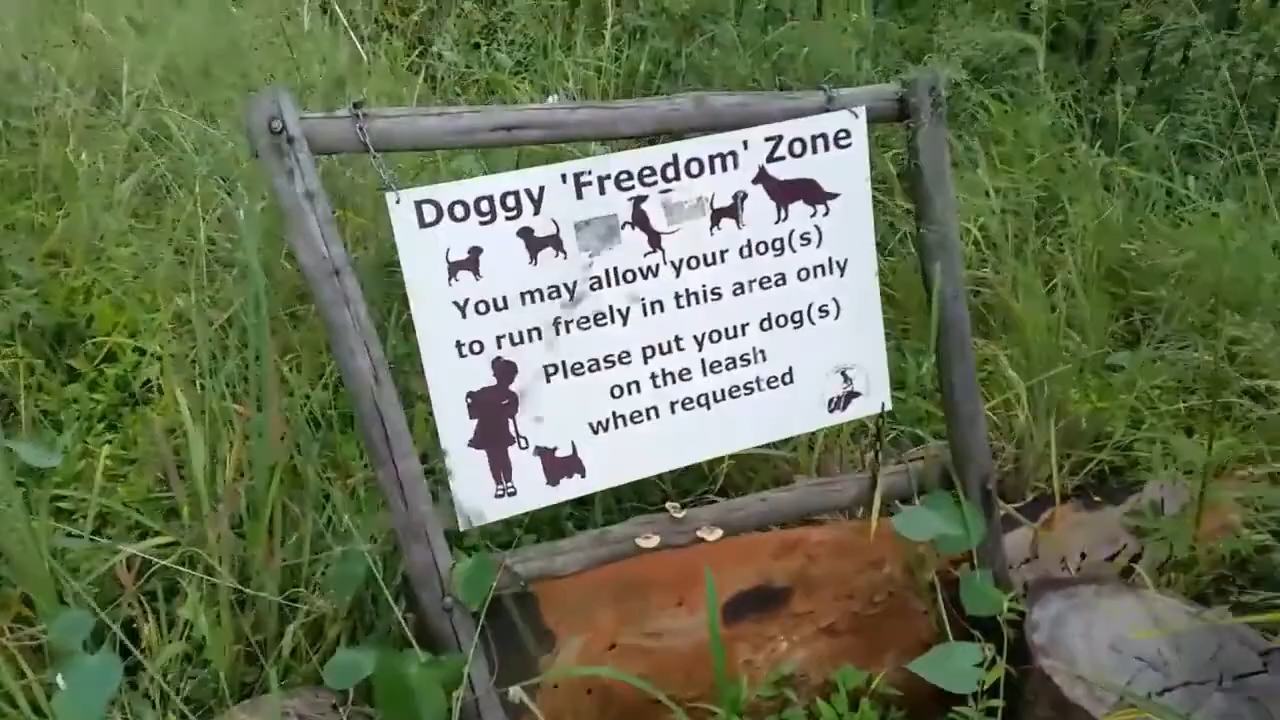 Doggy 'Freedom' Zone
You may allow your dog(s)
to run freely in this area only
Please put your dog(s)
on the leash
when requested